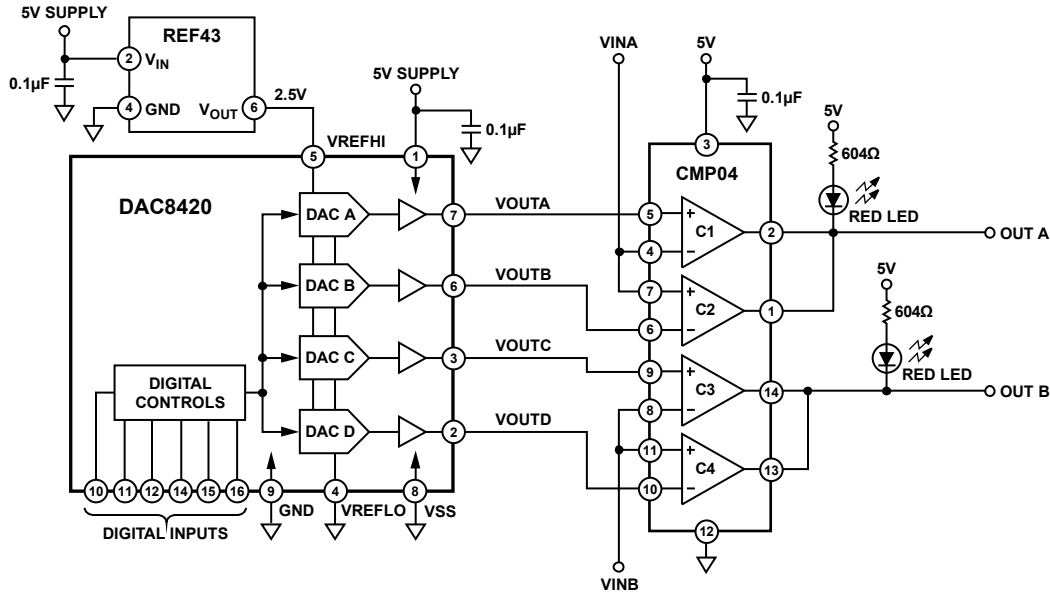 5V SUPPLY
REF43
2
VIN
0.1µF
4
GND
VOUT
6
2.5V
5V SUPPLY
0.1µF
5
VREFHI
1
DAC8420
DAC A
7
VOUTA
DAC B
6
VOUTB
DAC C
3
VOUTC
DAC D
2
VOUTD
DIGITAL
CONTROLS
10
11
12
14
15
16
9
GND
4
VREFLO
8
VSS
DIGITAL INPUTS
VINA
5V
0.1µF
3
CMP04
5
+
4
–
C1
2
7
+
6
–
C2
1
9
+
8
–
C3
14
11
+
10
–
C4
13
12
VINB
5V
604Ω
RED LED
OUT A
5V
604Ω
RED LED
OUT B